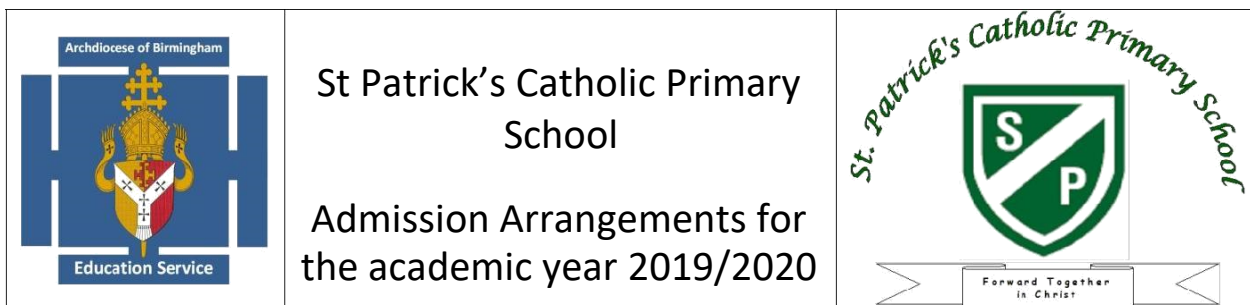 Archdiocese of Birmingham
Education Service
St Patrick’s Catholic Primary
School
Admission Arrangements for
the academic year 2019/2020
St. Patrick's Catholic Primary School
S
P
Forward Together
in Christ